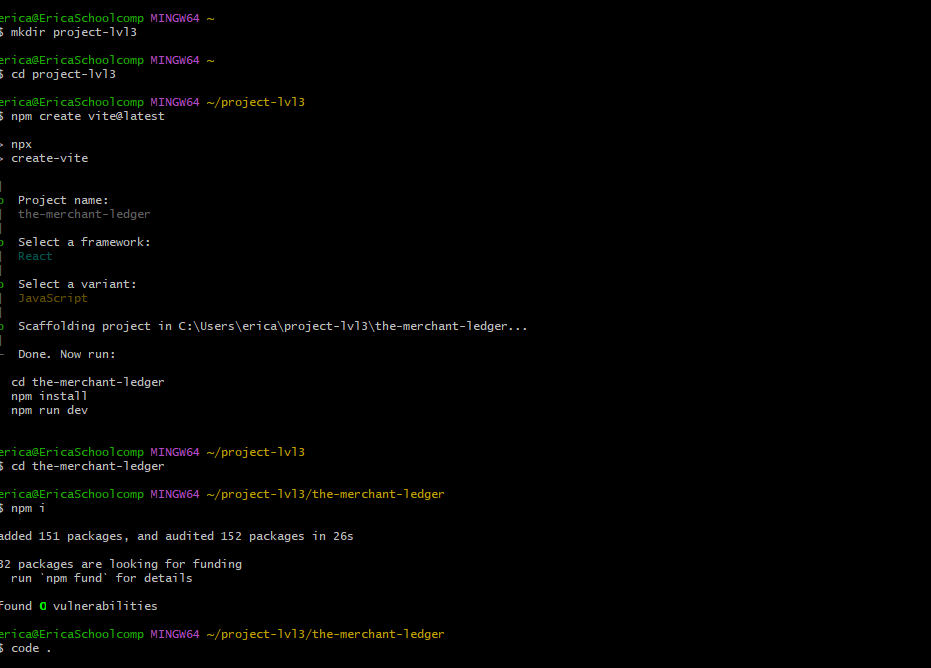 erica@EricaSchoolcomp MINGW64 ~
$ mkdir project-lvl3
erica@EricaSchoolcomp MINGW64 ~
$ cd project-lvl3
erica@EricaSchoolcomp MINGW64 ~/project-lvl3
$ npm create vite@latest
> npx
> create-vite
Project name:
the-merchant-ledger
Select a framework:
React
Select a variant:
JavaScript
Scaffolding project in C:\Users\erica\project-lvl3\the-merchant-ledger...
Done. Now run:
cd the-merchant-ledger
npm install
npm run dev
erica@EricaSchoolcomp MINGW64 ~/project-lvl3
$ cd the-merchant-ledger
erica@EricaSchoolcomp MINGW64 ~/project-lvl3/the-merchant-ledger
$ npm i
added 151 packages, and audited 152 packages in 26s
32 packages are looking for funding
run `npm fund` for details
found 0 vulnerabilities
erica@EricaSchoolcomp MINGW64 ~/project-lvl3/the-merchant-ledger
$ code .